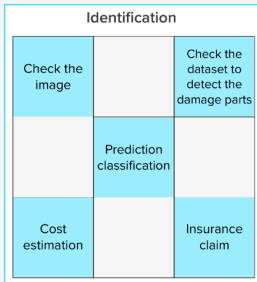 Identification
Check the
image
Check the
dataset to
detect the
damage parts
Prediction
classification
Cost
estimation
Insurance
claim